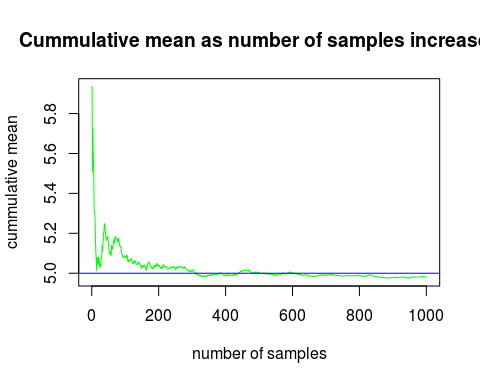 Cummulative mean as number of samples increase
cummulative mean
5.8
5.6
5.4
5.2
5.0
0 200 400 600 800 1000
number of samples